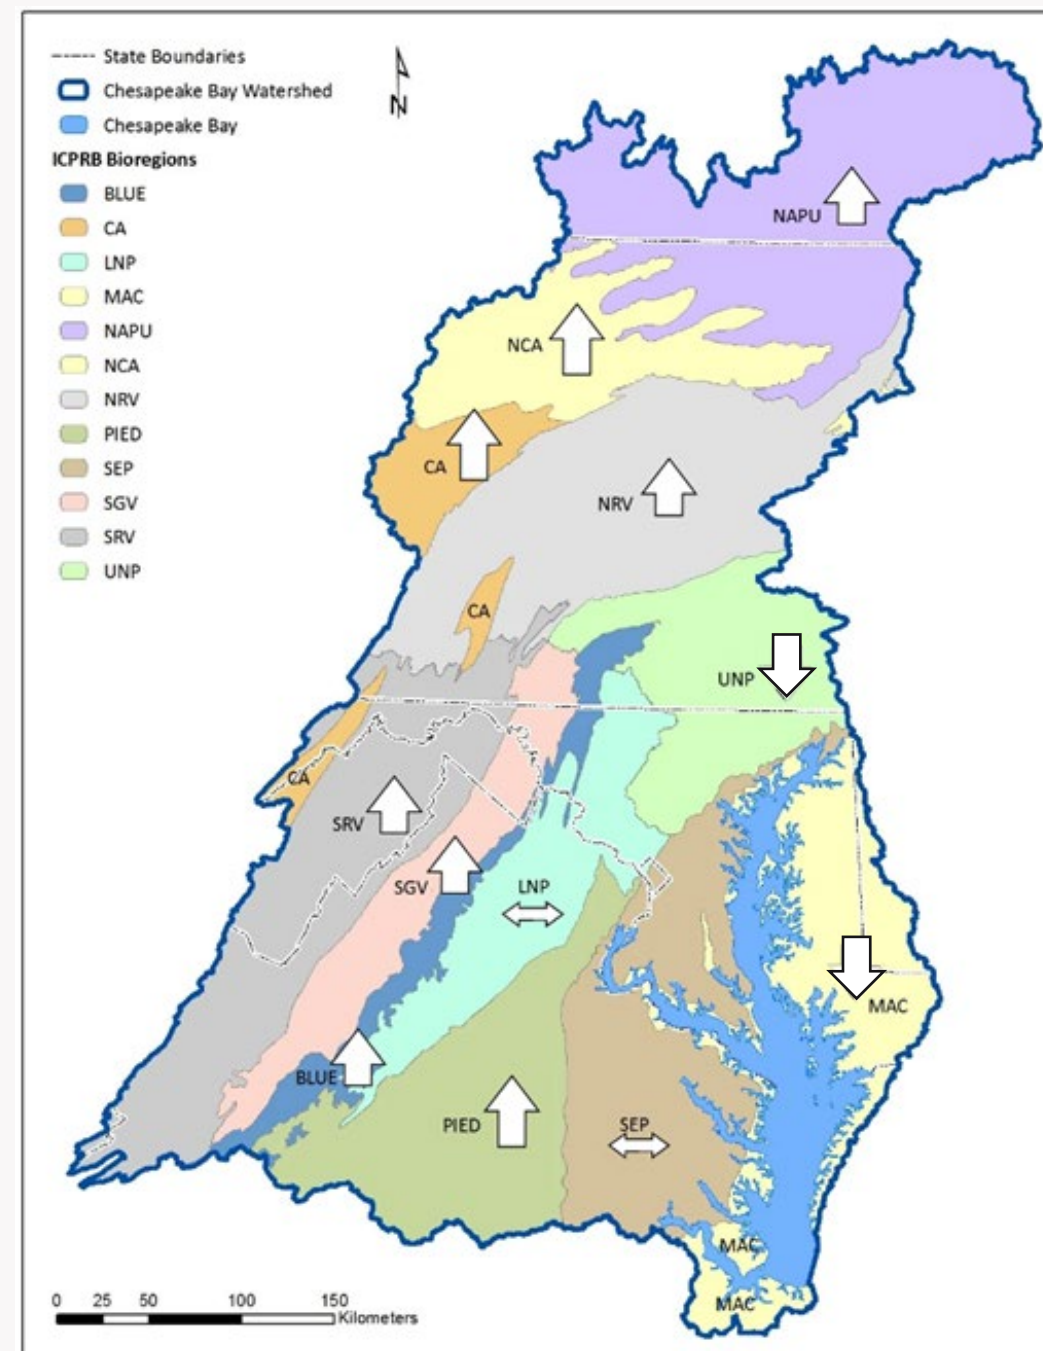 State Boundaries
Chesapeake Bay Watershed
Chesapeake Bay
ICPRB Bioregions
BLUE
CA
LNP
MAC
NAPU
NCA
NRV
PIED
SEP
SGV
SRV
UNP
N
NAPU
NCA
CA
NRV
CA
UNP
CA
SRV
SGV
LNP
MAC
BLUE
PIED
SEP
MAC
MAC
0 25 50 100 150
Kilometers